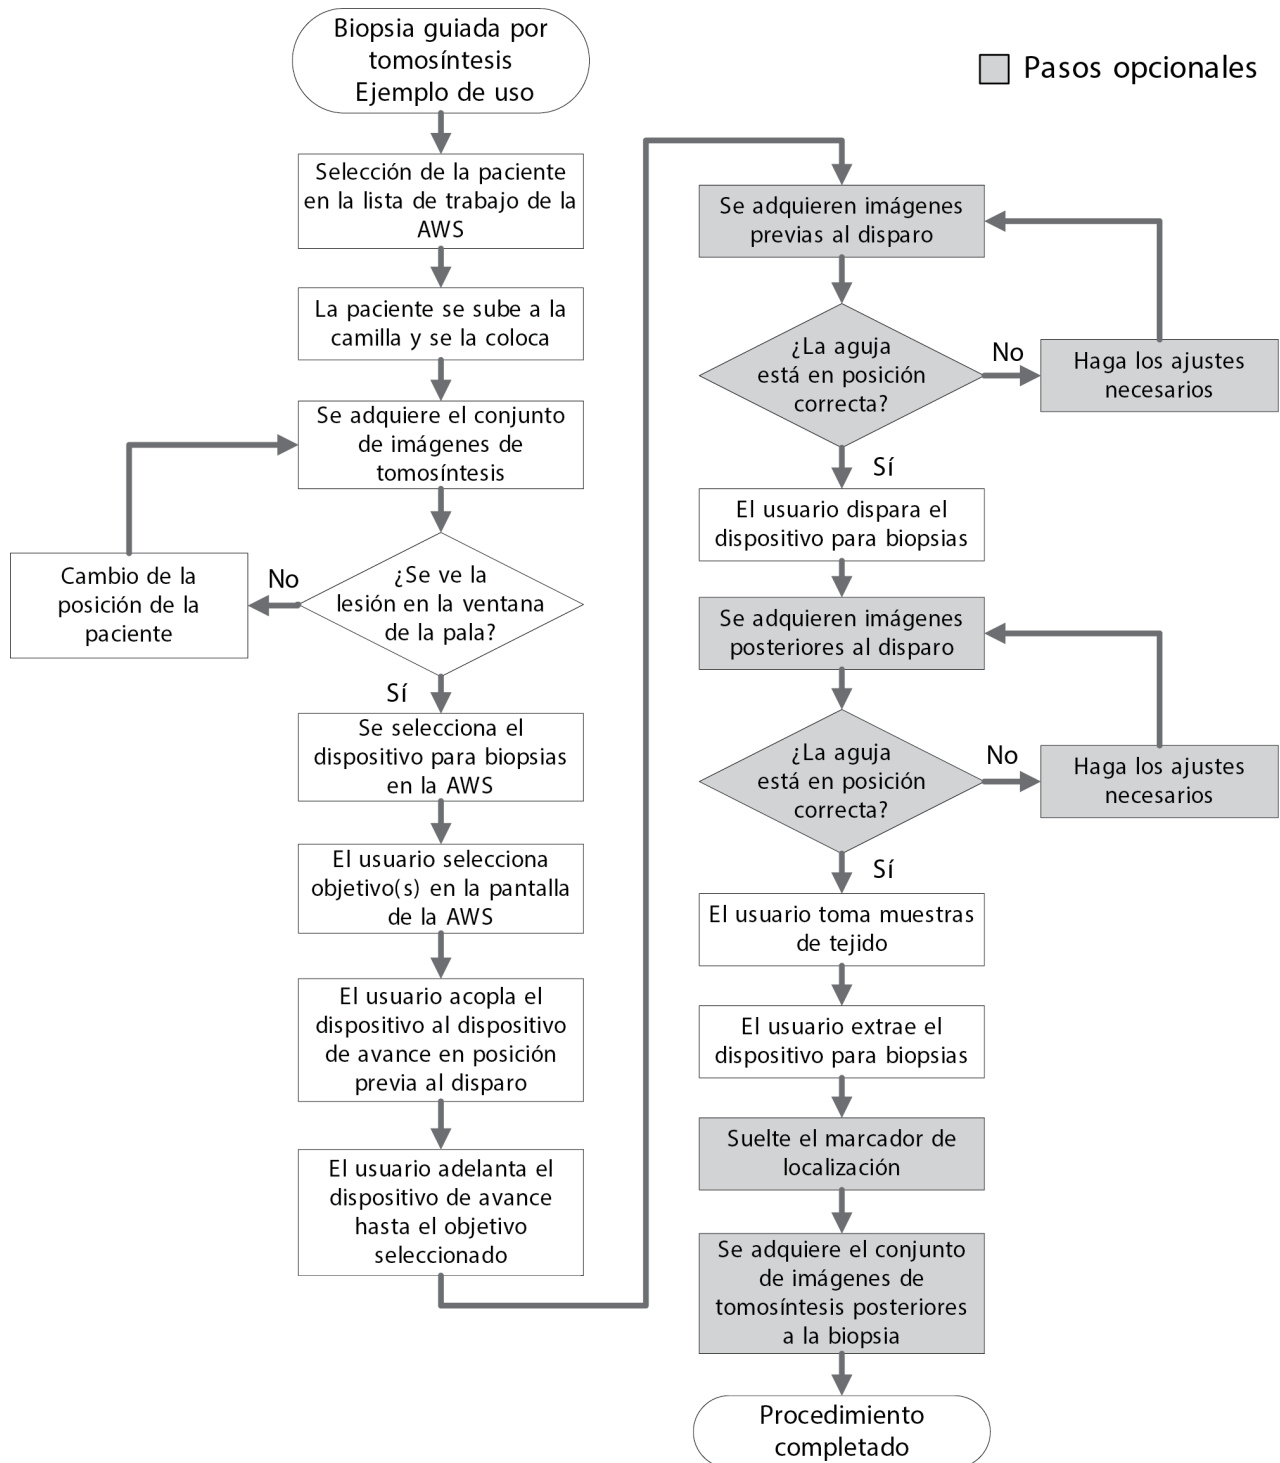 Biopsia guiada por
tomosíntesis
Ejemplo de uso
Pasos opcionales
Selección de la paciente
en la lista de trabajo de la
AWS
La paciente se sube a la
camilla y se la coloca
Se adquiere el conjunto
de imágenes de
tomosíntesis
¿Se ve la
lesión en la ventana
de la pala?
No
Cambio de la
posición de la
paciente
Sí
Se selecciona el
dispositivo para biopsias
en la AWS
El usuario selecciona
objetivo(s) en la pantalla
de la AWS
El usuario acopla el
dispositivo al dispositivo
de avance en posición
previa al disparo
El usuario adelanta el
dispositivo de avance
hasta el objetivo
seleccionado
Se adquieren imágenes
previas al disparo
¿La aguja
está en posición
correcta?
No
Haga los ajustes
necesarios
Sí
El usuario dispara el
dispositivo para biopsias
Se adquieren imágenes
posteriores al disparo
¿La aguja
está en posición
correcta?
No
Haga los ajustes
necesarios
Sí
El usuario toma muestras
de tejido
El usuario extrae el
dispositivo para biopsias
Suelte el marcador de
localización
Se adquiere el conjunto
de imágenes de
tomosíntesis posteriores
a la biopsia
Procedimiento
completado